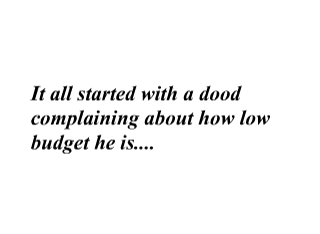 It all started with a dood
complaining about how low
budget he is....